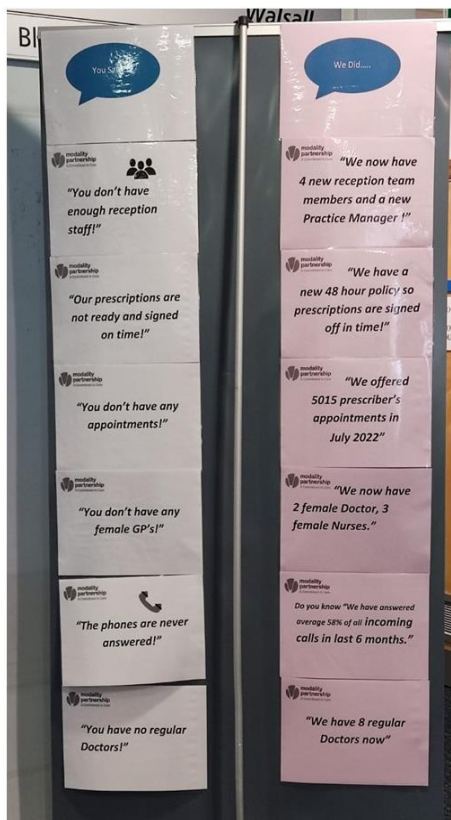 Walsall
You
modality
partnership
"You don't have
enough reception
staff!"
modality
partnership
"Our prescriptions are
not ready and signed
on time!"
modality
partnership
"You don't have any
appointments!"
modality
partnership
"You don't have any
female GP's!"
modality
partnership
"The phones are never
answered!"
modality
partnership
"You have no regular
Doctors!"
We Did.....
modality
partnership
"We now have
4 new reception team
members and a new
Practice Manager !"
modality
partnership
"We have a
new 48 hour policy so
prescriptions are signed
off in time!"
modality
partnership
"We offered
5015 prescriber's
appointments in
July 2022"
modality
partnership
"We now have
2 female Doctor, 3
female Nurses."
modality
partnership
Do you know "We have answered
average 58% of all incoming
calls in last 6 months."
modality
partnership
"We have 8 regular
Doctors now"